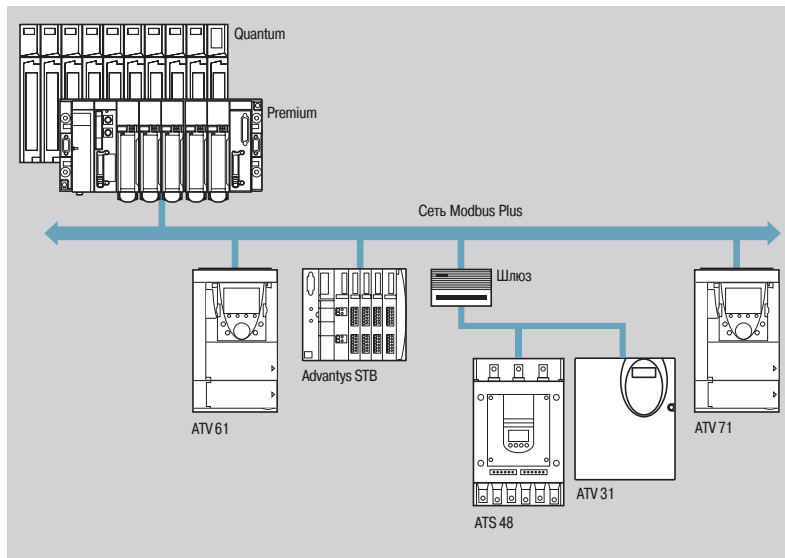 Quantum
Premium
Сеть Modbus Plus
Шлюз
Advantys STB
ATV 61
ATV 71
ATV 31
ATS 48